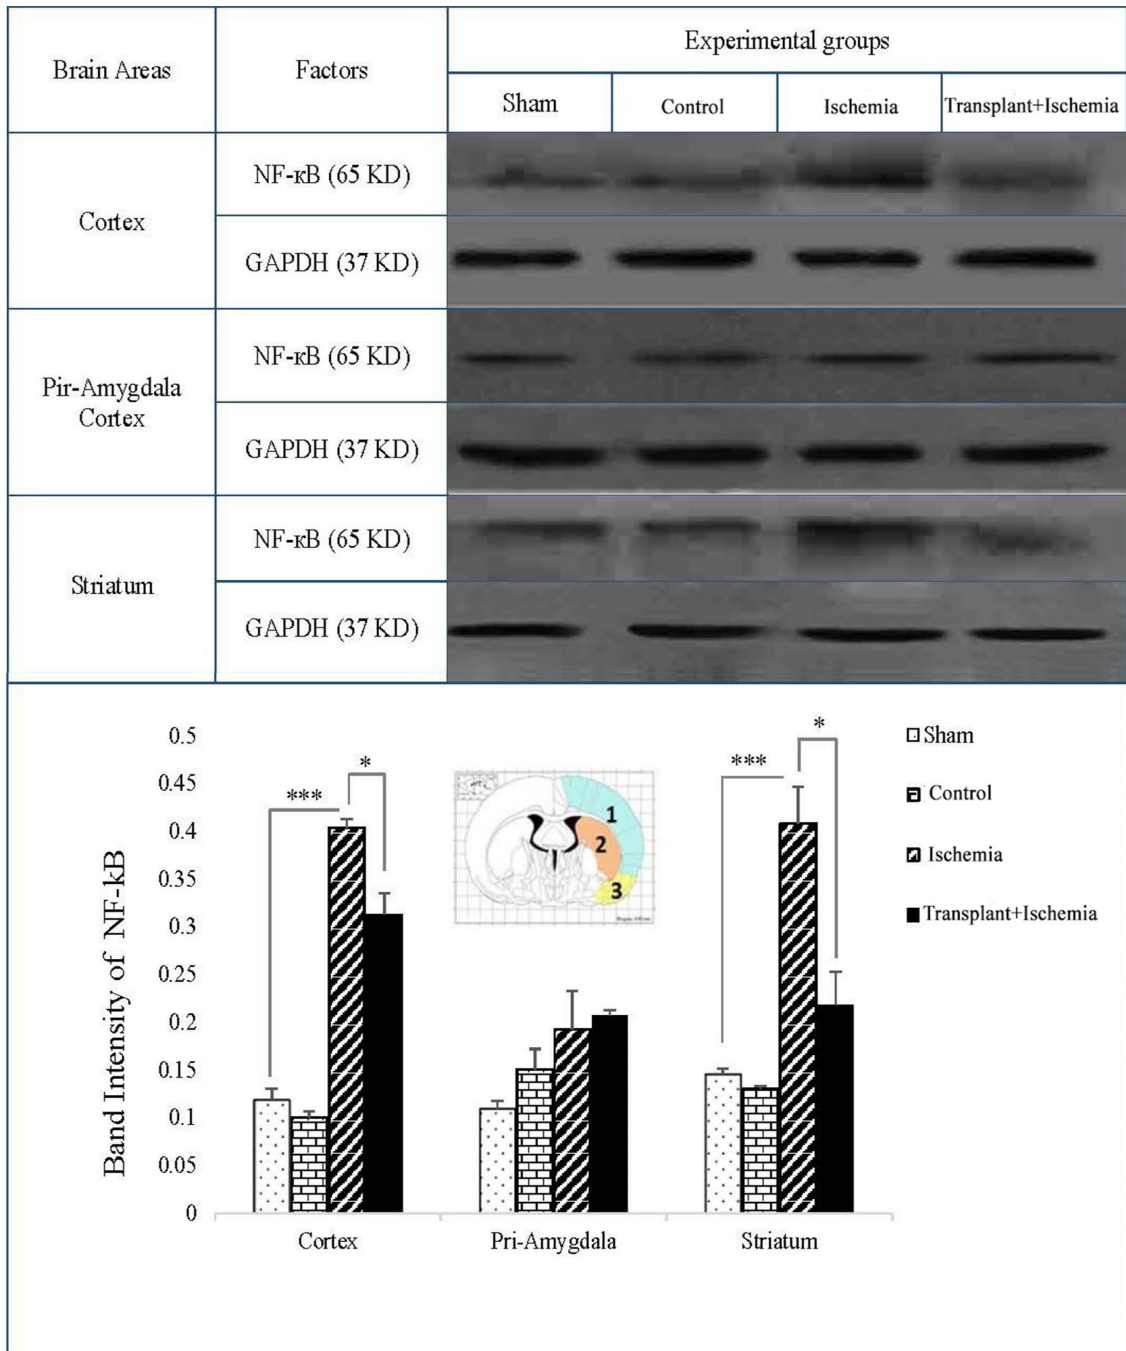 Brain Areas
Factors
Experimental groups
Sham
Control
Ischemia
Transplant+Ischemia
Cortex
NF-κB (65 KD)
GAPDH (37 KD)
Pir-Amygdala
Cortex
NF-κB (65 KD)
GAPDH (37 KD)
Striatum
NF-κB (65 KD)
GAPDH (37 KD)
Band Intensity of NF-kB
0.5
0.45
0.4
0.35
0.3
0.25
0.2
0.15
0.1
0.05
0
***
*
***
*
1
2
3
Cortex
Pri-Amygdala
Striatum
Sham
Control
Ischemia
Transplant+Ischemia